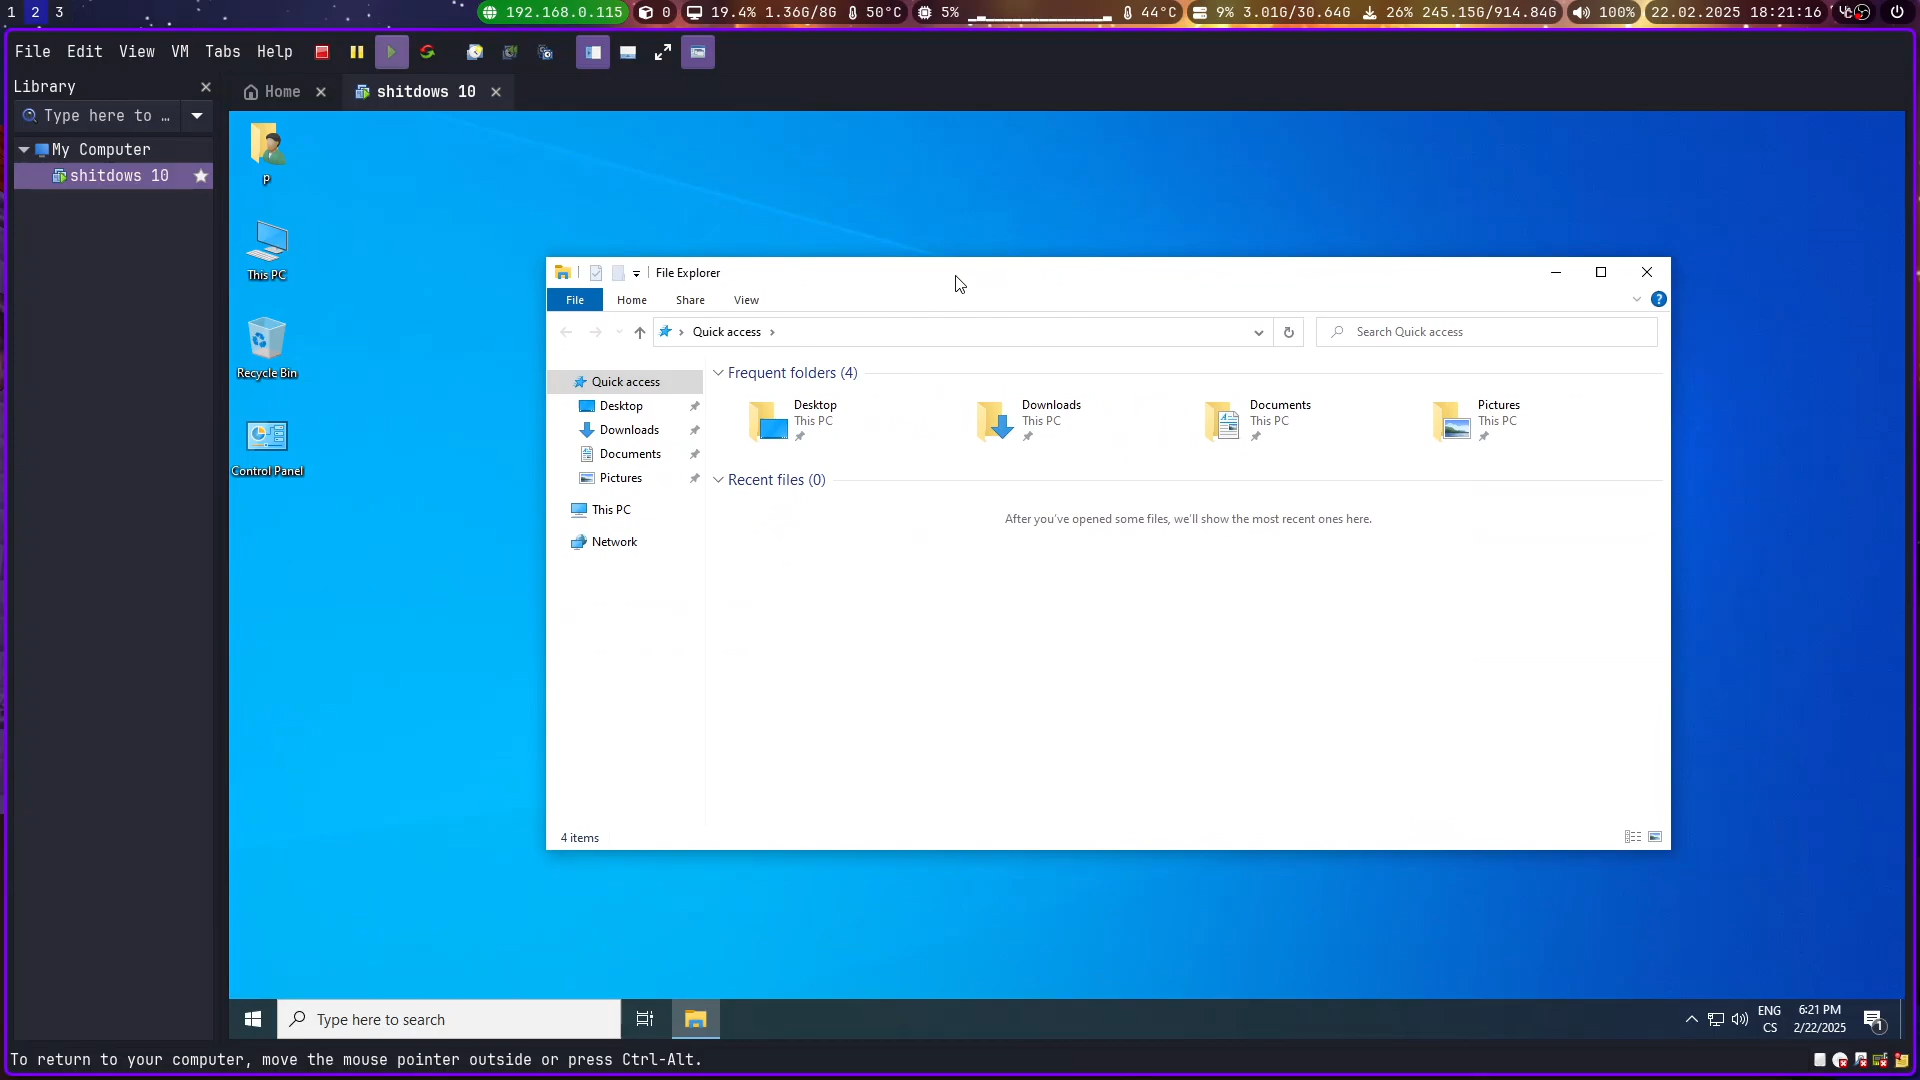 1 2 3 192.168.0.115 0 19.4% 1.36G/8G 50°C 5% 44°C 9% 3.01G/30.64G 26% 245.15G/914.84G 100% 22.02.2025 18:21:16
File Edit View VM Tabs Help
Library
Home
shitdows 10
Type here to …
My Computer
shitdows 10
p
This PC
Recycle Bin
Control Panel
File Explorer
File Home Share View
Quick access
Search Quick access
Quick access
Desktop
Downloads
Documents
Pictures
This PC
Network
Frequent folders (4)
Desktop
This PC
Downloads
This PC
Documents
This PC
Pictures
This PC
Recent files (0)
After you've opened some files, we'll show the most recent ones here.
4 items
Type here to search
ENG
CS
6:21 PM
2/22/2025
1
To return to your computer, move the mouse pointer outside or press Ctrl-Alt.